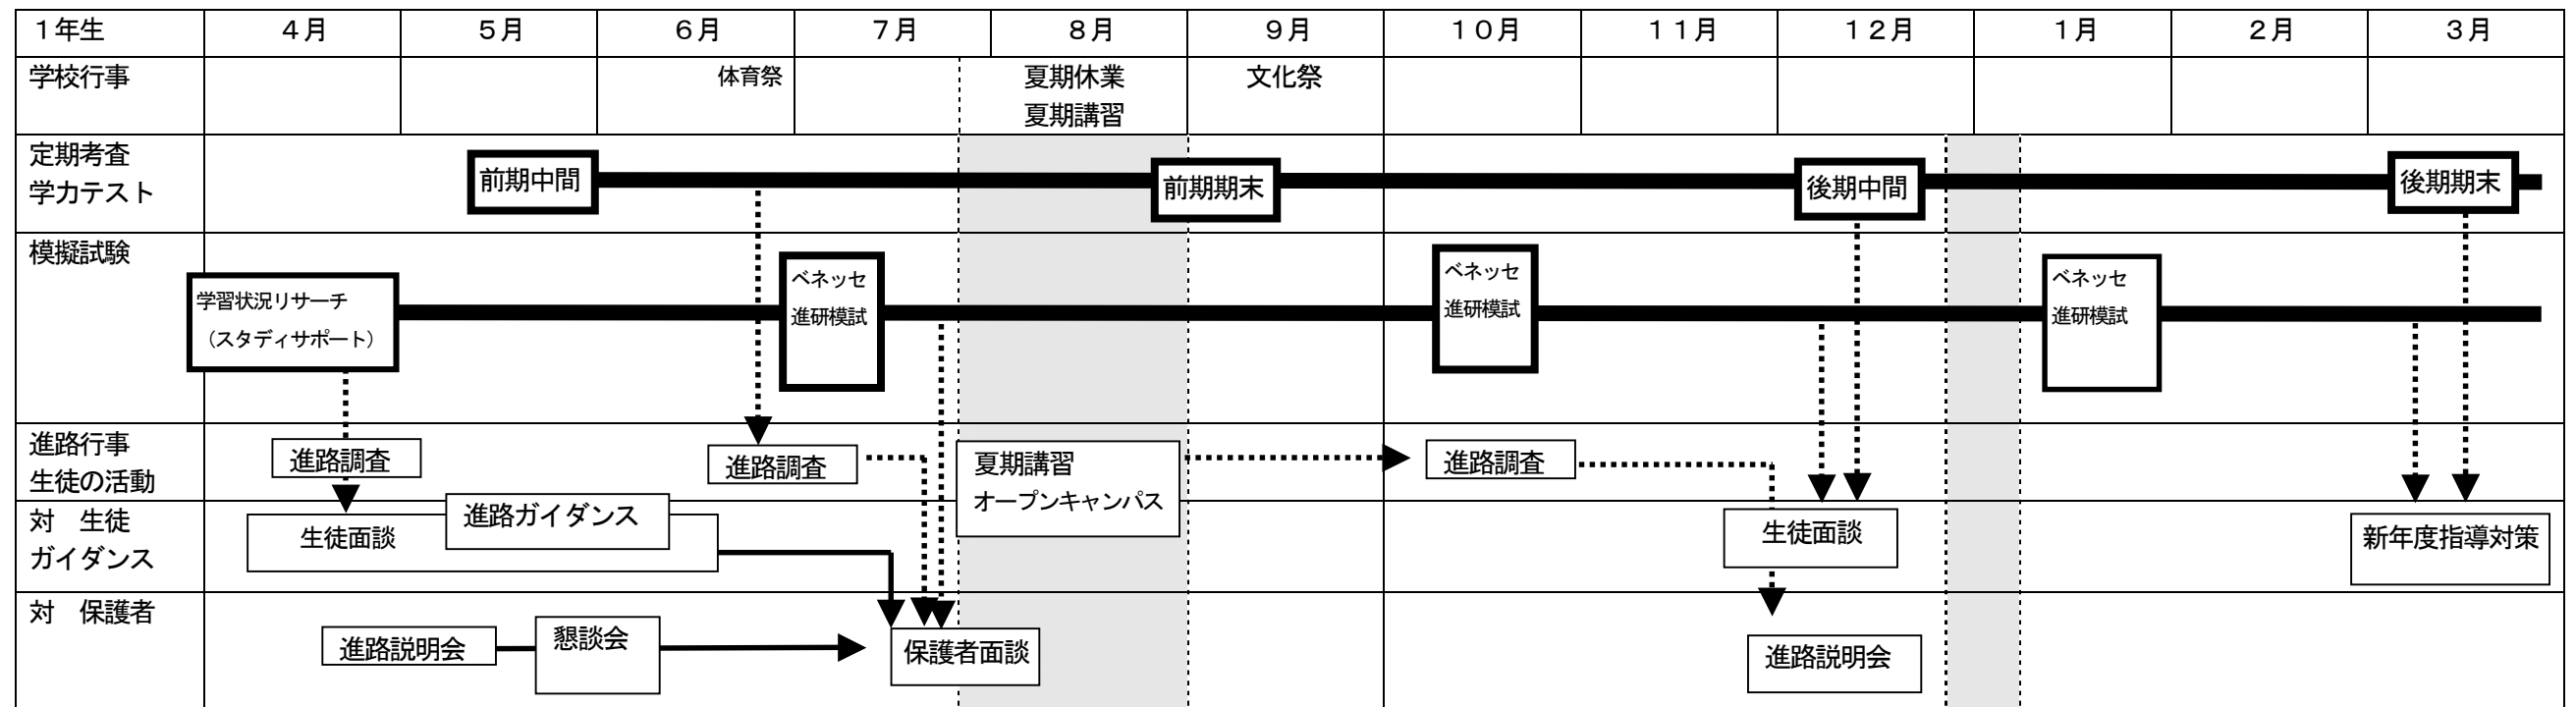 １年生 ４月 ５月 ６月 ７月 ８月 ９月 １０月 １１月 １２月 １月 ２月 ３月
学校行事 体育祭 夏期休業 文化祭
夏期講習
定期考査
学力テスト
前期中間 前期期末 後期中間 後期期末
模擬試験
学習状況リサーチ
（スタディサポート）
ベネッセ
進研模試
ベネッセ
進研模試
ベネッセ
進研模試
進路行事
生徒の活動
進路調査
進路調査
夏期講習
オープンキャンパス
進路調査
対　生徒
ガイダンス
生徒面談
進路ガイダンス
生徒面談
新年度指導対策
対　保護者
進路説明会
懇談会
保護者面談
進路説明会